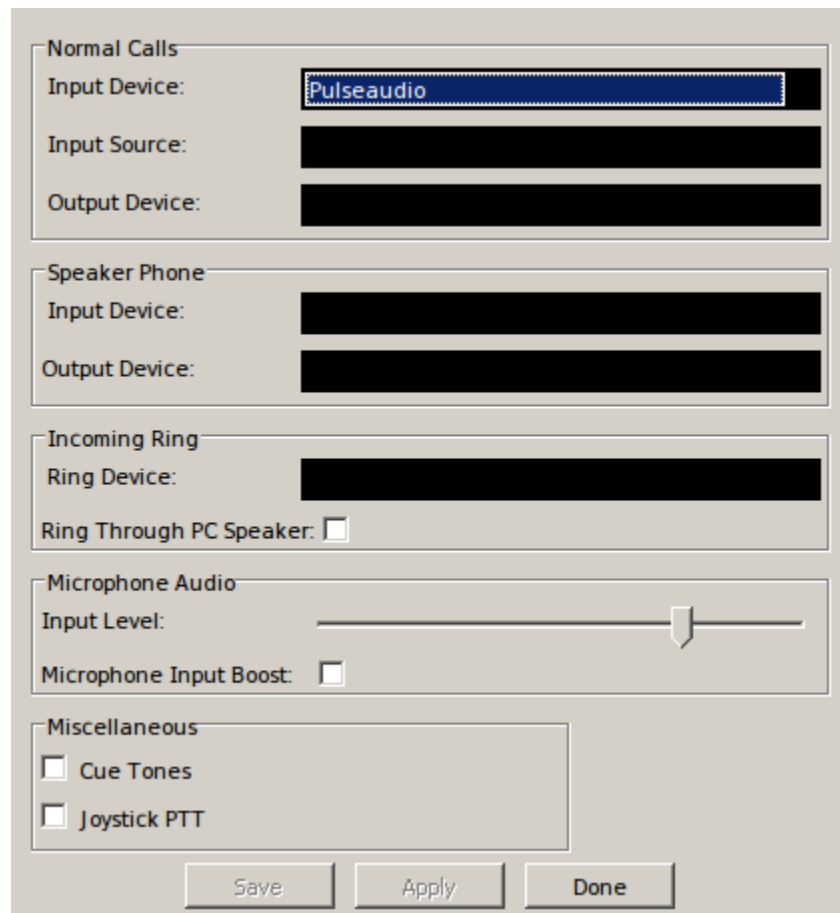 Normal Calls
Input Device: Pulseaudio
Input Source:
Output Device:
Speaker Phone
Input Device:
Output Device:
Incoming Ring
Ring Device:
Ring Through PC Speaker:
Microphone Audio
Input Level:
Microphone Input Boost:
Miscellaneous
Cue Tones
Joystick PTT
Save Apply Done